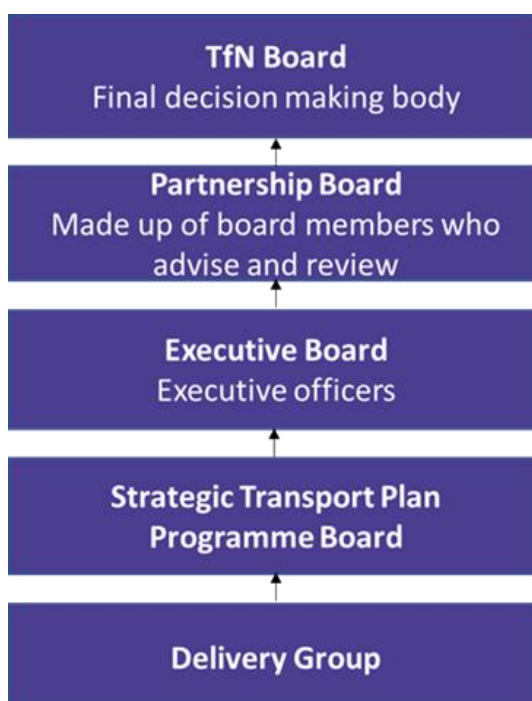 TfN Board
Final decision making body
Partnership Board
Made up of board members who
advise and review
Executive Board
Executive officers
Strategic Transport Plan
Programme Board
Delivery Group